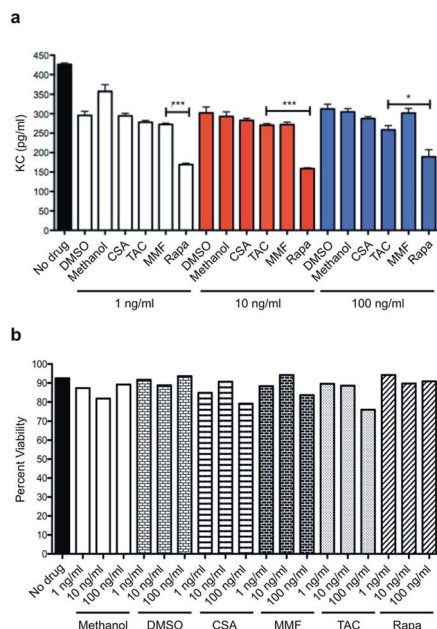 a
KC (pg/ml)
450
400
350
300
250
200
150
100
50
0
***
***
*
No drug
DMSO
Methanol
CSA
TAC
MMF
Rapa
DMSO
Methanol
CSA
TAC
MMF
Rapa
DMSO
Methanol
CSA
TAC
MMF
Rapa
1 ng/ml
10 ng/ml
100 ng/ml
b
Percent Viability
100
90
80
70
60
50
40
30
20
10
0
No drug
1 ng/ml
10 ng/ml
100 ng/ml
1 ng/ml
10 ng/ml
100 ng/ml
1 ng/ml
10 ng/ml
100 ng/ml
1 ng/ml
10 ng/ml
100 ng/ml
1 ng/ml
10 ng/ml
100 ng/ml
1 ng/ml
10 ng/ml
100 ng/ml
Methanol
DMSO
CSA
MMF
TAC
Rapa